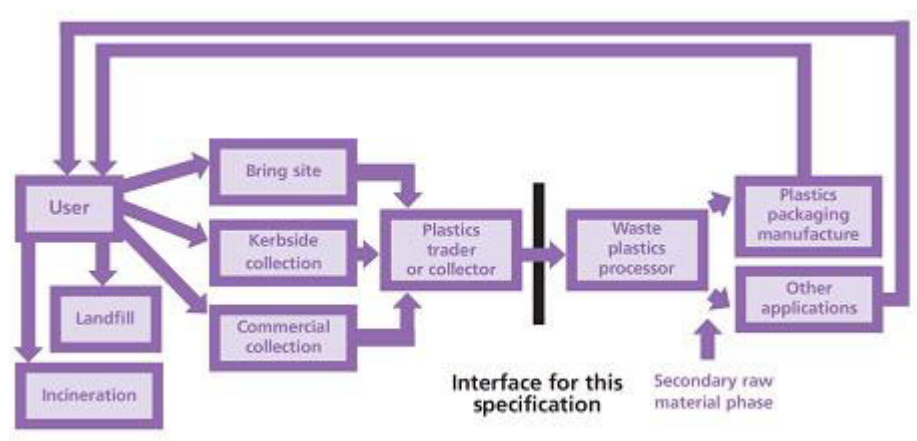 Bring site
User
Kerbside
collection
Plastics
trader
or collector
Waste
plastics
processor
Plastics
packaging
manufacture
Other
applications
Landfill
Commercial
collection
Incineration
Interface for this
specification
Secondary raw
material phase